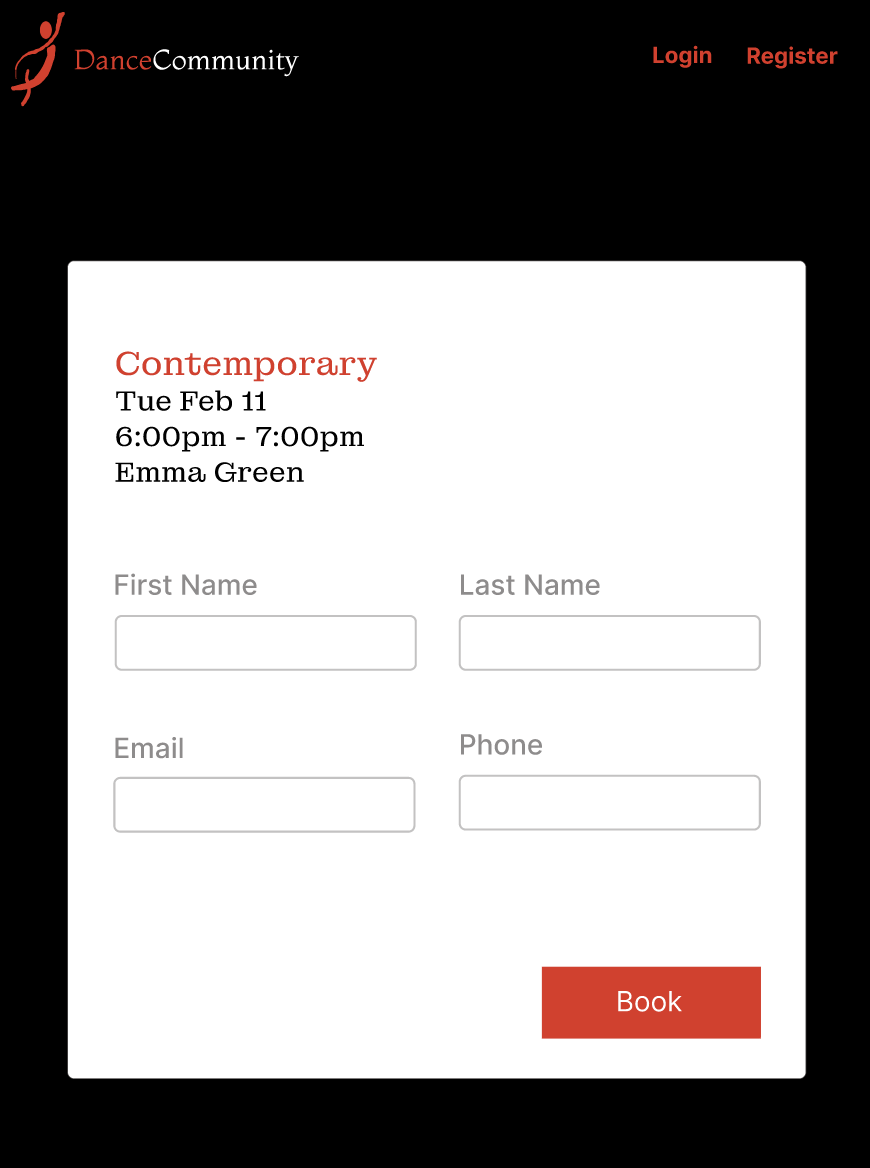 DanceCommunity
Login Register
Contemporary
Tue Feb 11
6:00pm - 7:00pm
Emma Green
First Name Last Name
Email Phone
Book